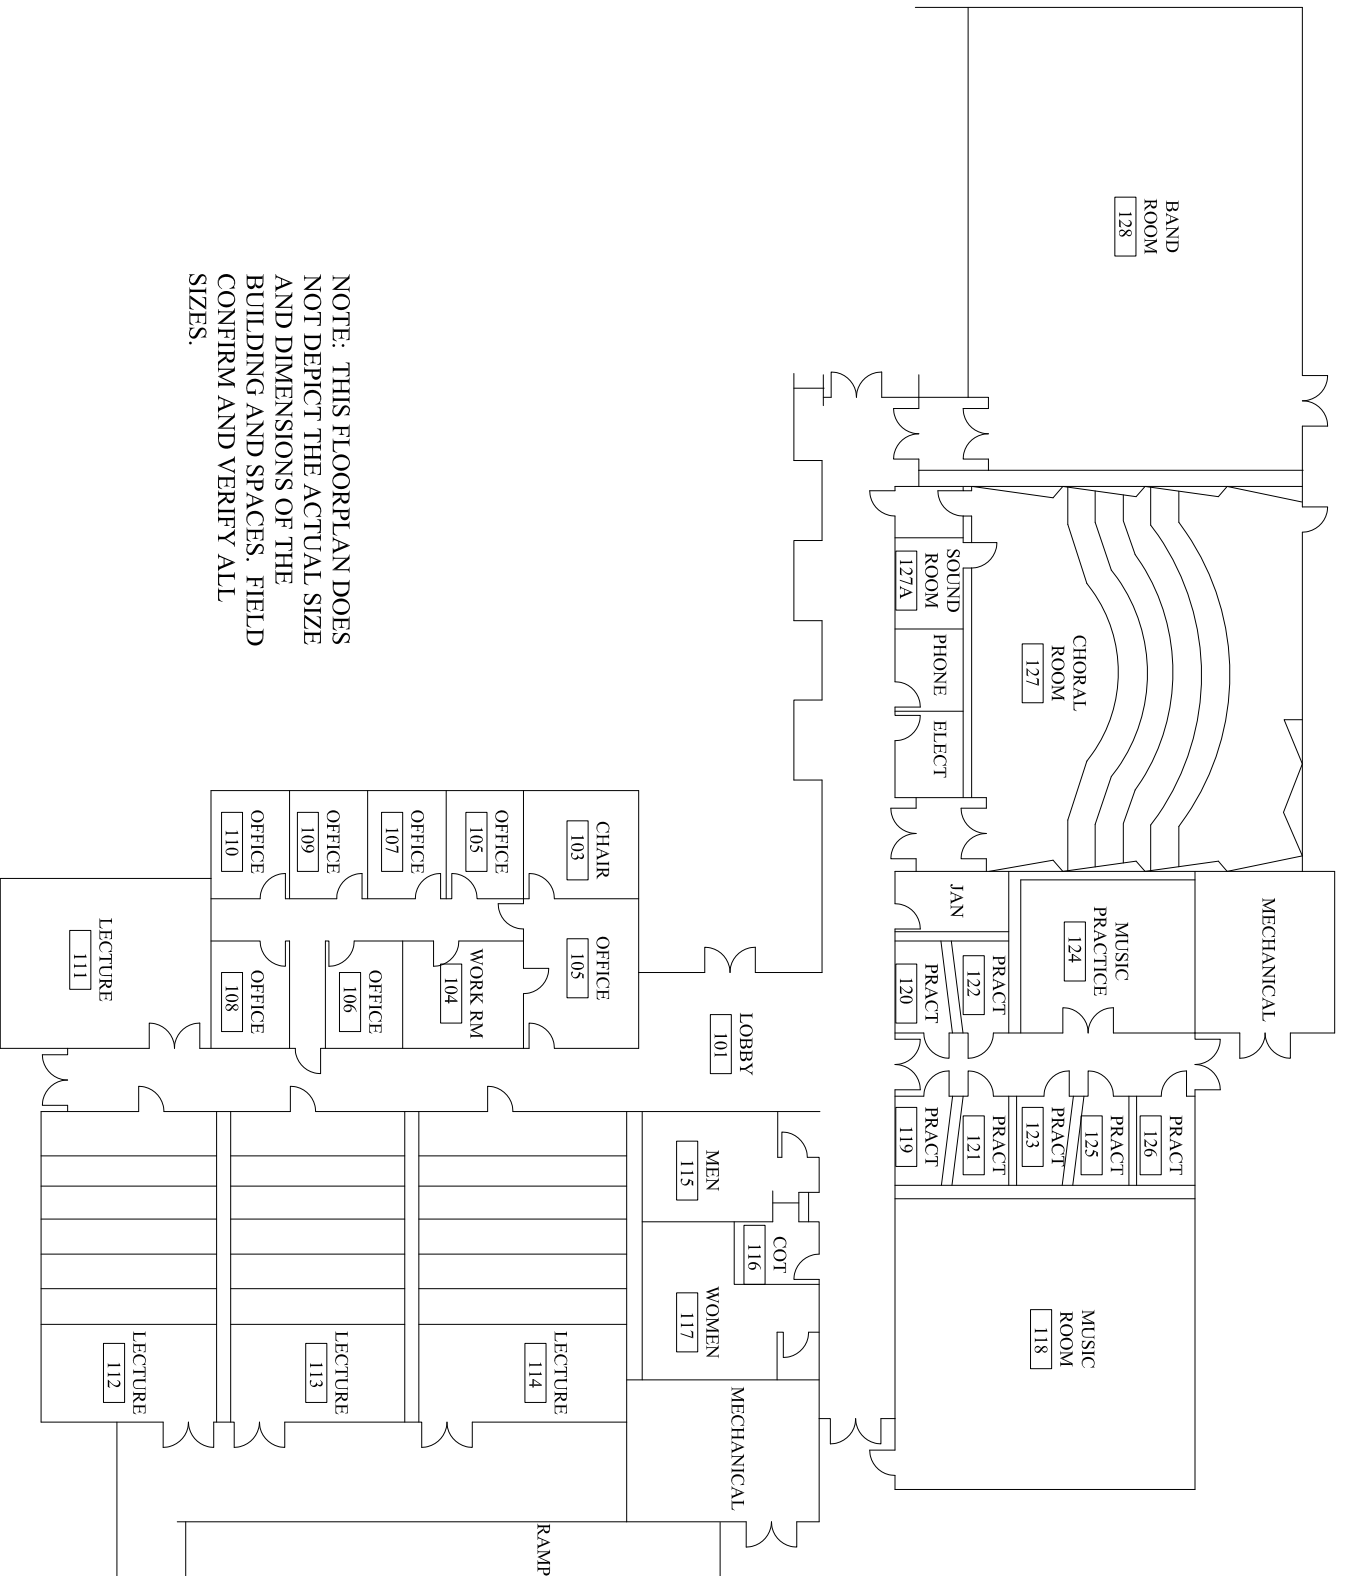 BAND
ROOM
128
NOTE: THIS FLOORPLAN DOES
NOT DEPICT THE ACTUAL SIZE
AND DIMENSIONS OF THE
BUILDING AND SPACES. FIELD
CONFIRM AND VERIFY ALL
SIZES.
SOUND
ROOM
127A
PHONE
ELECT
CHORAL
ROOM
127
MECHANICAL
MUSIC
PRACTICE
124
JAN
PRACT
122
PRACT
120
CHAIR
103
OFFICE
105
OFFICE
107
OFFICE
109
OFFICE
110
OFFICE
105
WORK RM
104
OFFICE
106
OFFICE
108
LECTURE
111
LOBBY
101
PRACT
126
PRACT
125
PRACT
123
PRACT
121
PRACT
119
MEN
115
COT
116
WOMEN
117
MUSIC
ROOM
118
LECTURE
114
LECTURE
113
LECTURE
112
MECHANICAL
RAMP